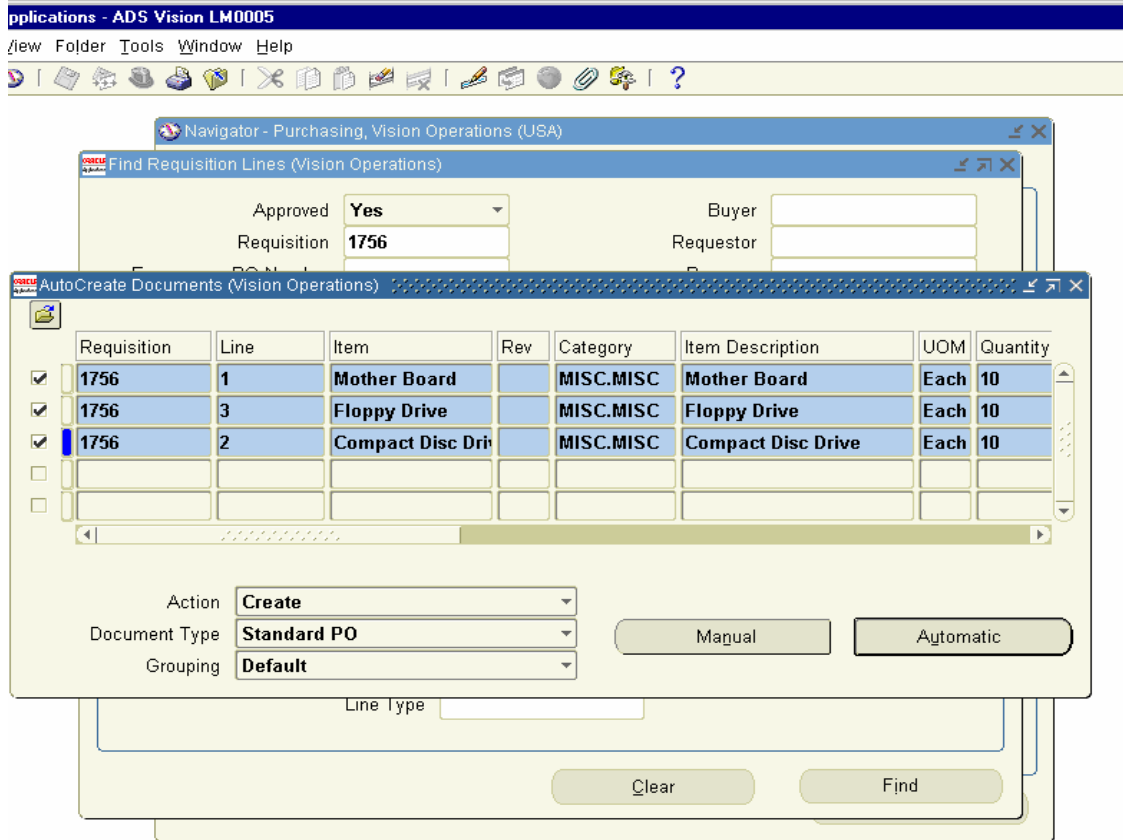 pplications - ADS Vision LM0005
View Folder Tools Window Help
Navigator - Purchasing, Vision Operations (USA)
Find Requisition Lines (Vision Operations)
Approved Yes Buyer
Requisition 1756 Requestor
AutoCreate Documents (Vision Operations)
Requisition Line Item Rev Category Item Description UOM Quantity
1756 1 Mother Board MISC.MISC Mother Board Each 10
1756 3 Floppy Drive MISC.MISC Floppy Drive Each 10
1756 2 Compact Disc Driv MISC.MISC Compact Disc Drive Each 10
Action Create
Document Type Standard PO Manual Automatic
Grouping Default
Line Type
Clear Find